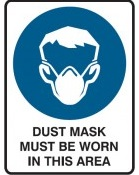 DUST MASK
MUST BE WORN
IN THIS AREA